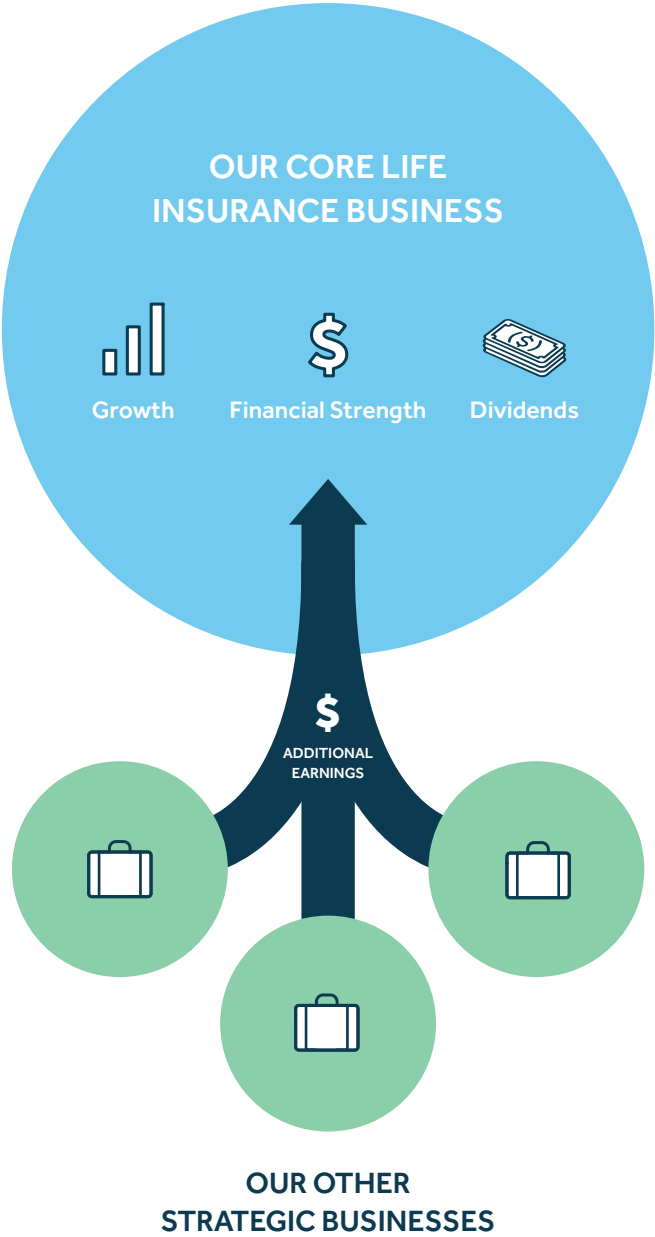 OUR CORE LIFE
INSURANCE BUSINESS
Growth
Financial Strength
Dividends
$
ADDITIONAL
EARNINGS
OUR OTHER
STRATEGIC BUSINESSES